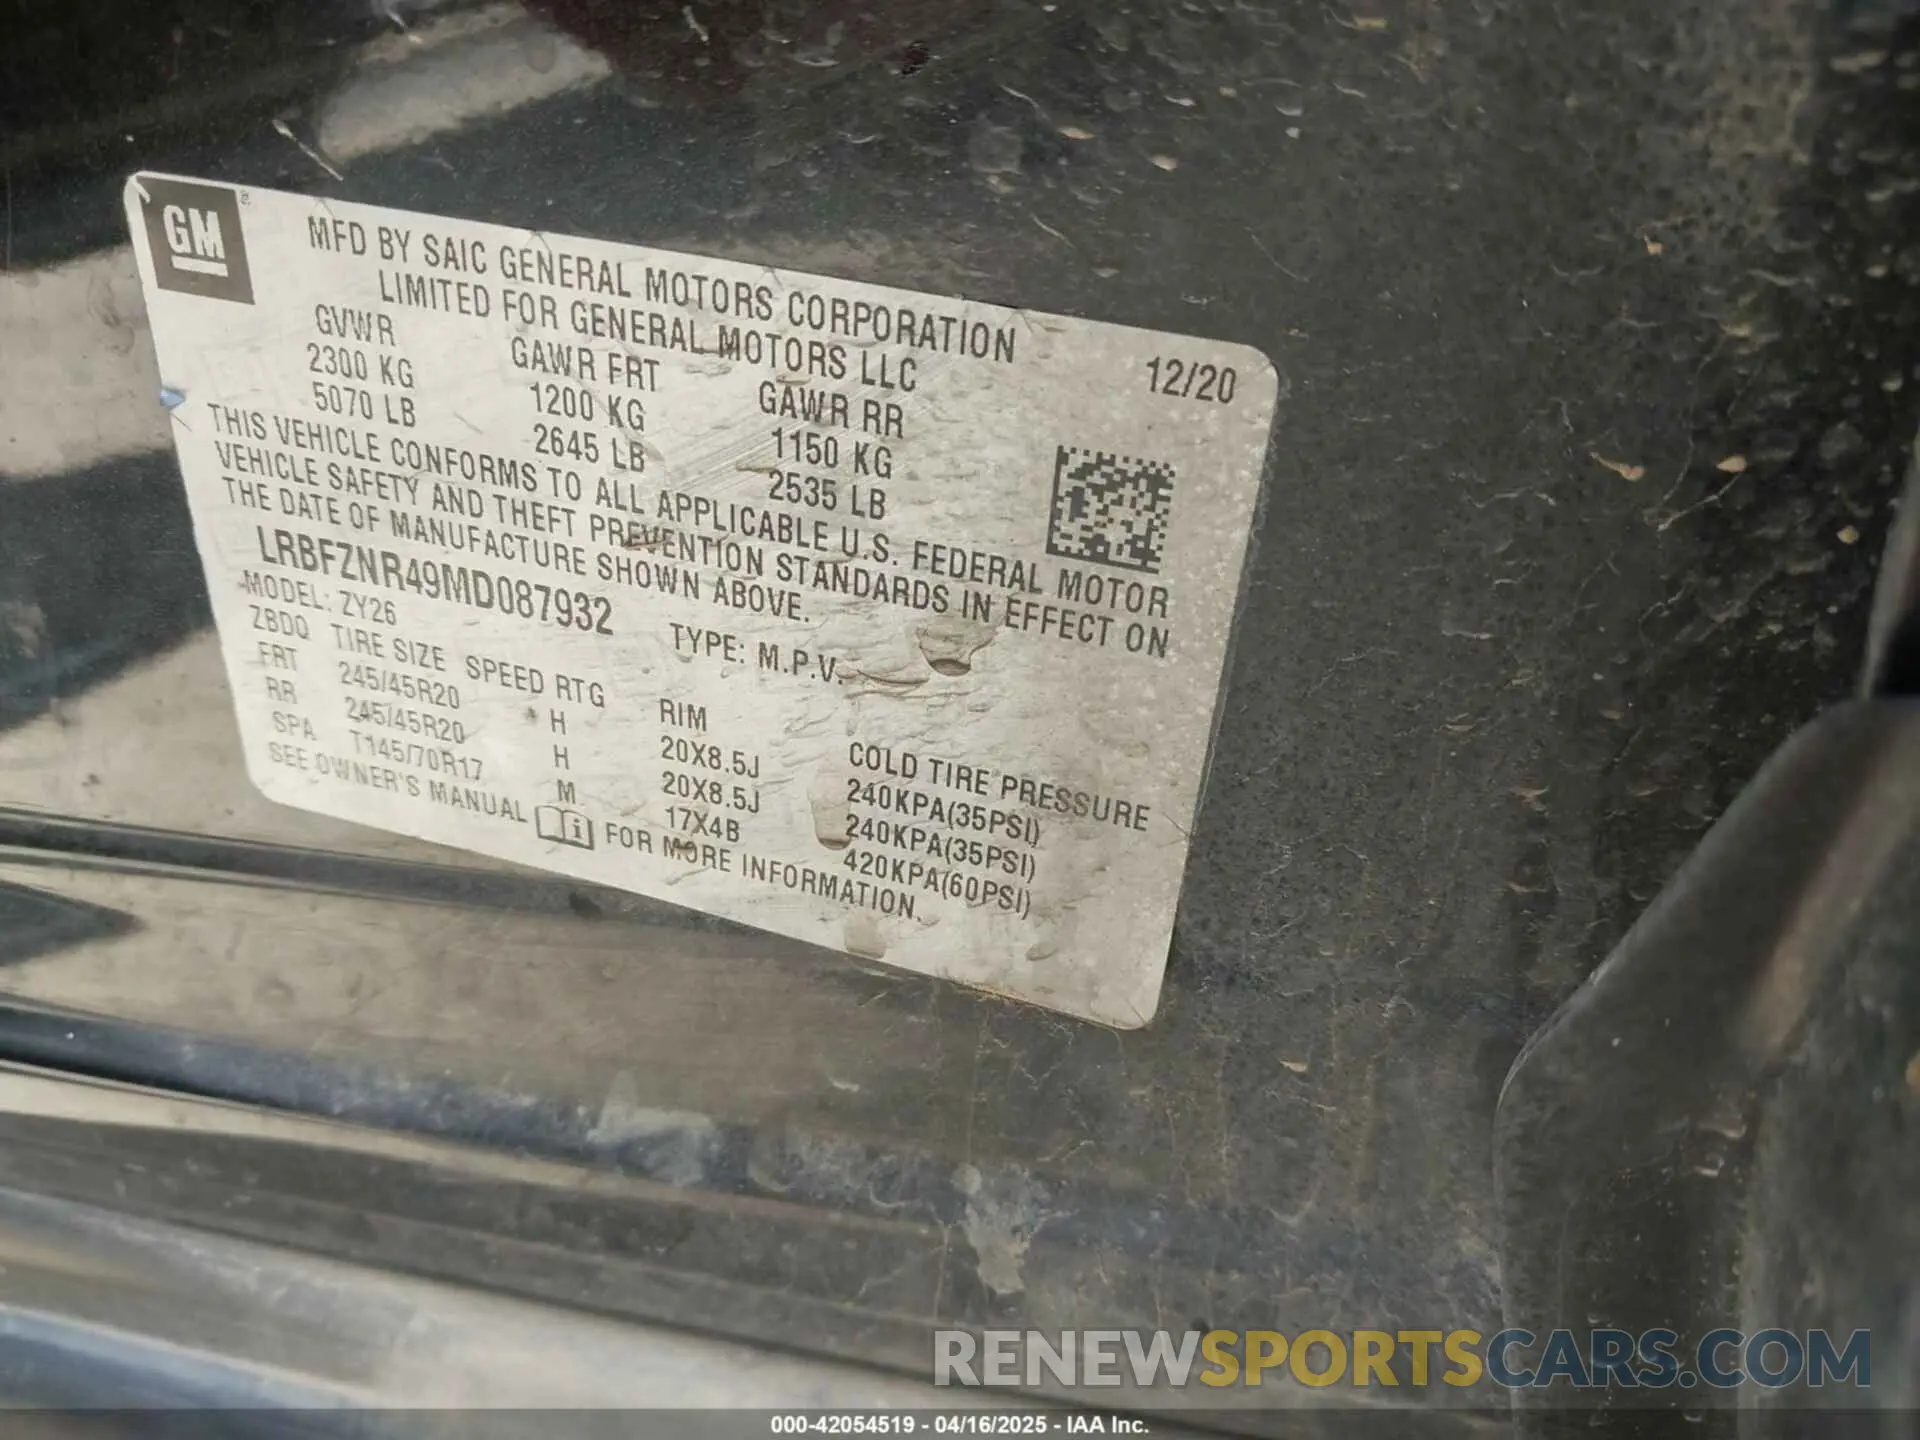 GM
MFD BY SAIC GENERAL MOTORS CORPORATION
LIMITED FOR GENERAL MOTORS LLC
12/20
GVWR GAWR FRT GAWR RR
2300 KG 1200 KG 1150 KG
5070 LB 2645 LB 2535 LB
THIS VEHICLE CONFORMS TO ALL APPLICABLE U.S. FEDERAL MOTOR
VEHICLE SAFETY AND THEFT PREVENTION STANDARDS IN EFFECT ON
THE DATE OF MANUFACTURE SHOWN ABOVE.
LRBFZNR49MD087932 TYPE: M.P.V.
MODEL: ZY26
ZBDQ TIRE SIZE SPEED RTG RIM COLD TIRE PRESSURE
FRT 245/45R20 H 20X8.5J 240KPA(35PSI)
RR 245/45R20 H 20X8.5J 240KPA(35PSI)
SPA T145/70R17 M 17X4B 420KPA(60PSI)
SEE OWNER'S MANUAL i FOR MORE INFORMATION.
RENEWSPORTSCARS.COM
000-42054519 - 04/16/2025 - IAA Inc.